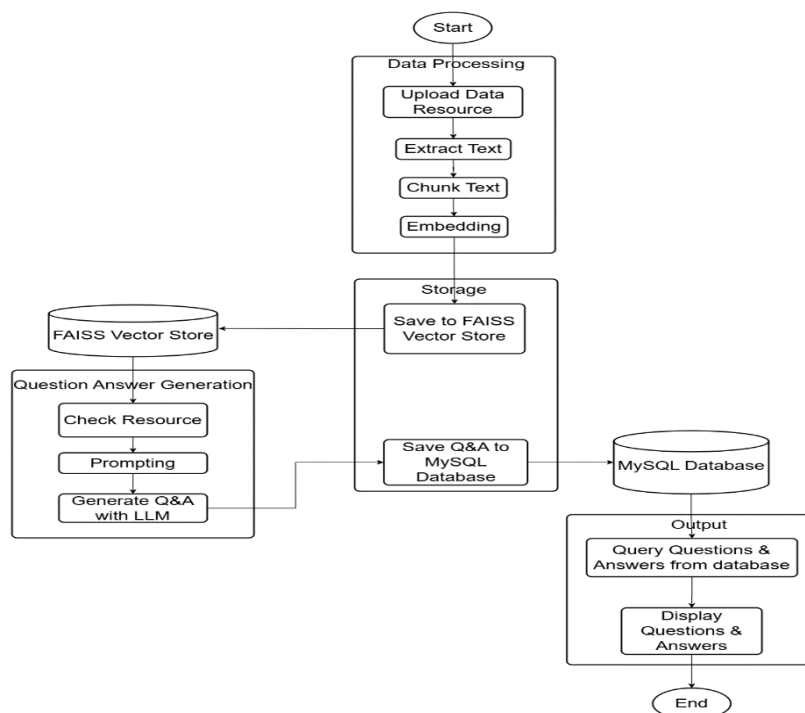 Start
Data Processing
Upload Data
Resource
Extract Text
Chunk Text
Embedding
Storage
Save to FAISS
Vector Store
FAISS Vector Store
Question Answer Generation
Check Resource
Prompting
Generate Q&A
with LLM
Save Q&A to
MySQL
Database
MySQL Database
Output
Query Questions &
Answers from database
Display
Questions &
Answers
End